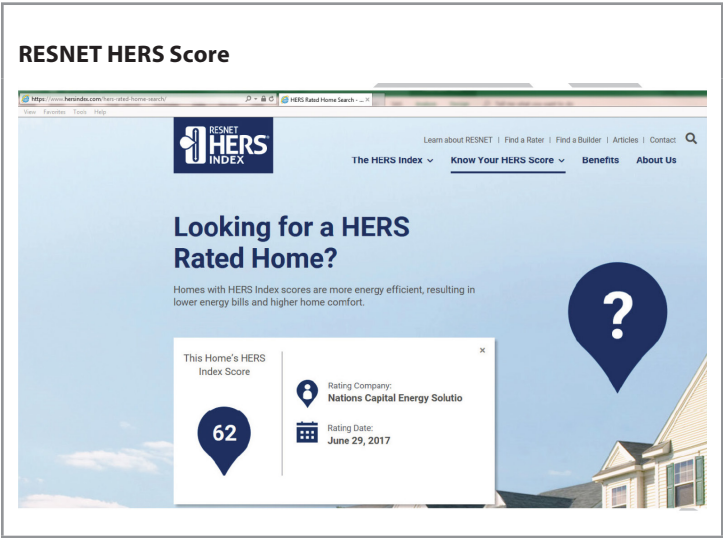 RESNET HERS Score
https://www.hersindex.com/hers-rated-home-search/
HERS Rated Home Search - ...
View Favorites Tools Help
RESNET
HERS
INDEX
Learn about RESNET | Find a Rater | Find a Builder | Articles | Contact
The HERS Index Know Your HERS Score Benefits About Us
Looking for a HERS
Rated Home?
Homes with HERS Index scores are more energy efficient, resulting in
lower energy bills and higher home comfort.
?
This Home's HERS
Index Score
62
Rating Company:
Nations Capital Energy Solutio
Rating Date:
June 29, 2017